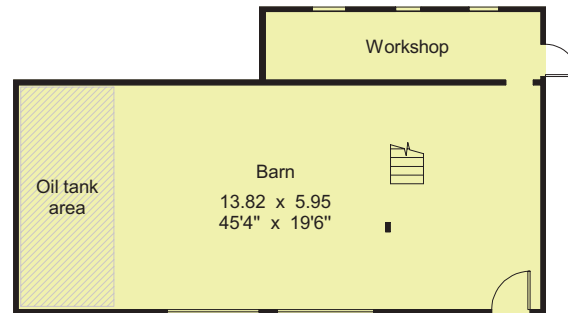 Workshop
Barn
13.82 x 5.95
45'4" x 19'6"
Oil tank
area